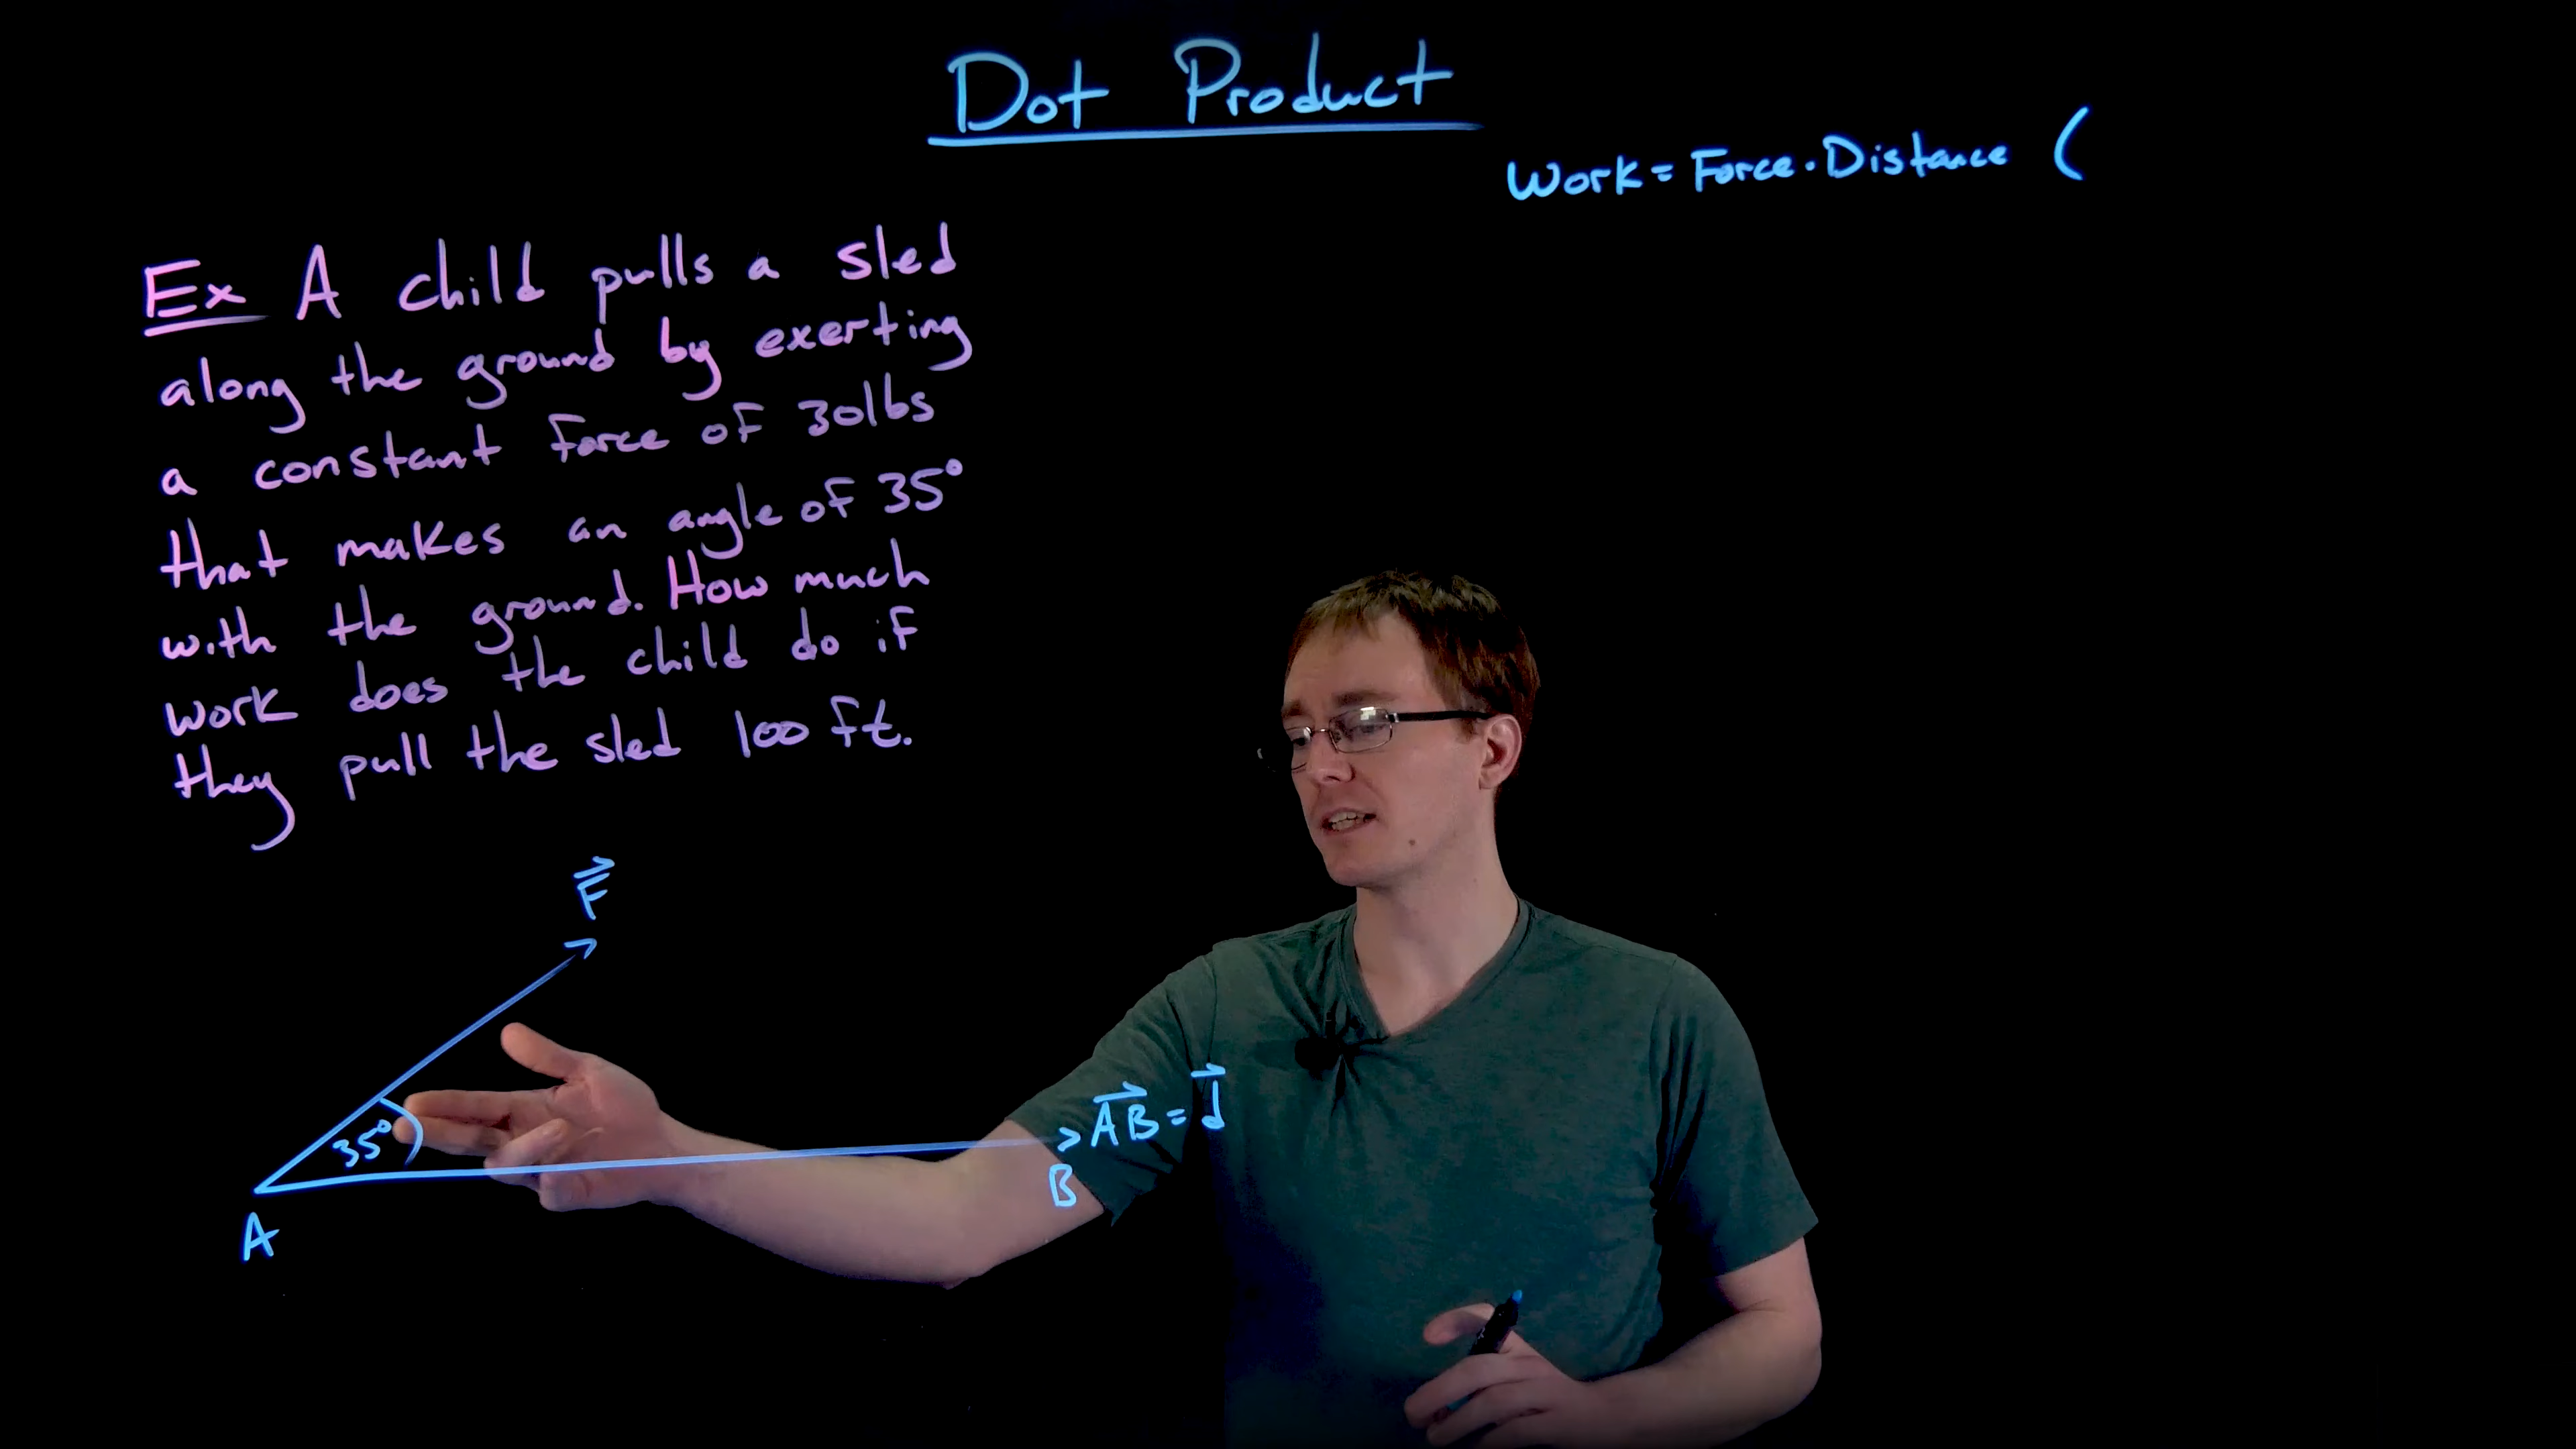 Dot Product
Work = Force · Distance (
Ex A child pulls a sled
along the ground by exerting
a constant force of 30lbs
that makes an angle of 35°
with the ground. How much
work does the child do if
they pull the sled 100 ft.
F⃗
35°
A⃗B⃗ = d⃗
B
A